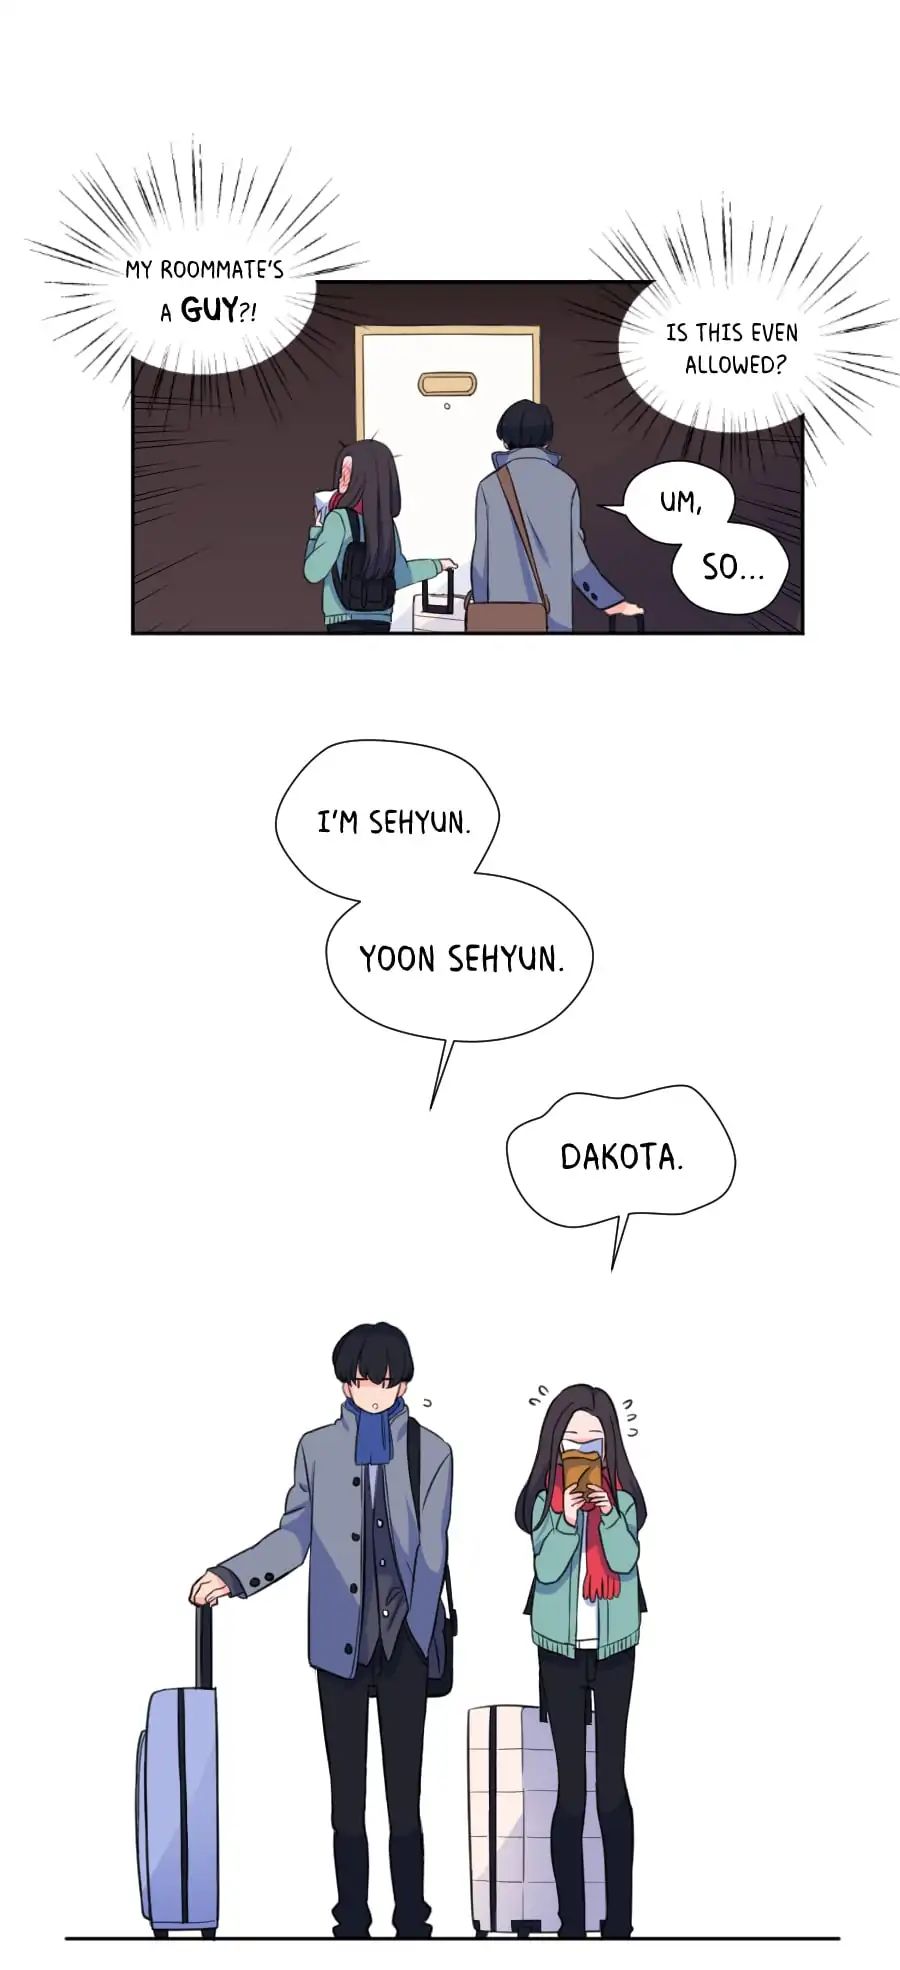 MY ROOMMATE'S
A GUY?!
IS THIS EVEN
ALLOWED?
UM,
SO...
I'M SEHYUN.
YOON SEHYUN.
DAKOTA.